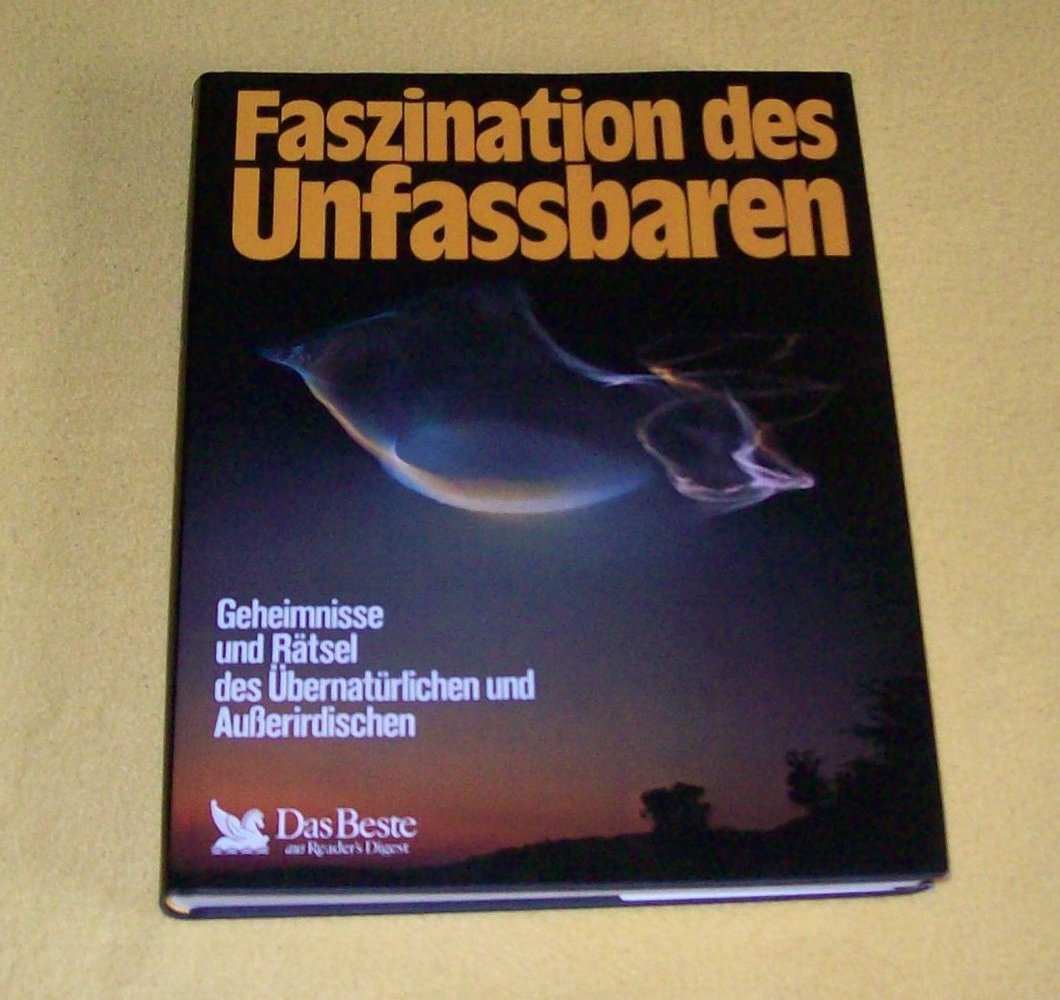 Faszination des
Unfassbaren
Geheimnisse
und Rätsel
des Übernatürlichen und
Außerirdischen
Das Beste
aus Reader's Digest